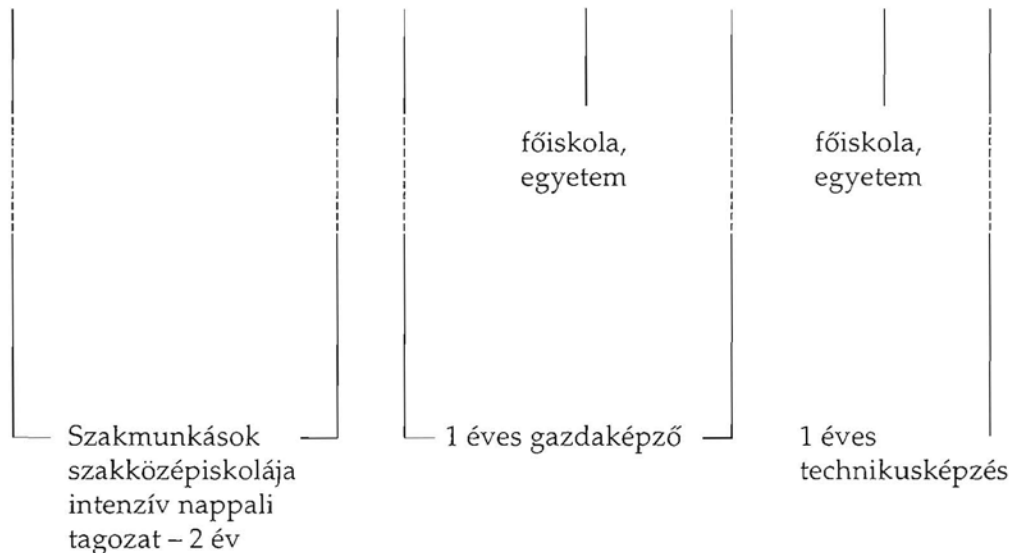 főiskola,
egyetem
főiskola,
egyetem
Szakmunkások
szakközépiskolája
intenzív nappali
tagozat – 2 év
1 éves gazdaképző
1 éves
technikusképzés